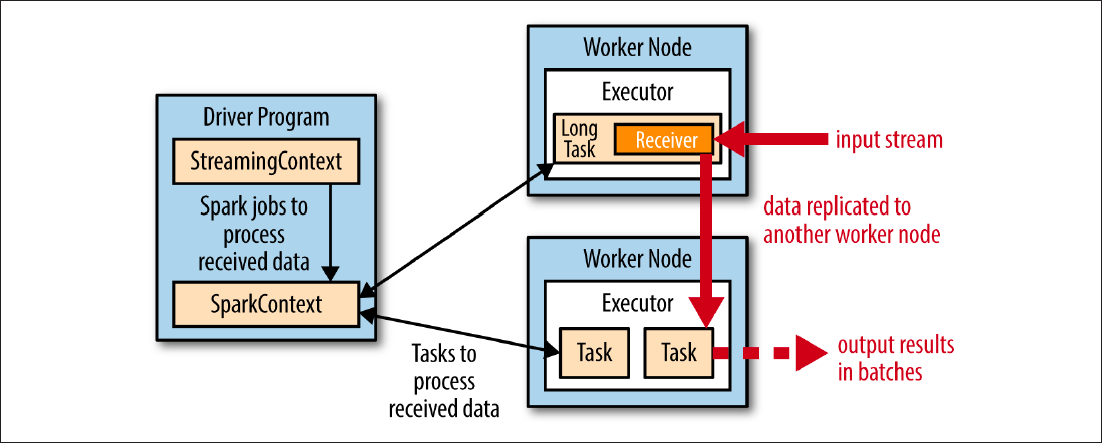 Driver Program
StreamingContext
Spark jobs to
process
received data
SparkContext
Tasks to
process
received data
Worker Node
Executor
Long
Task
Receiver
input stream
data replicated to
another worker node
Worker Node
Executor
Task
Task
output results
in batches